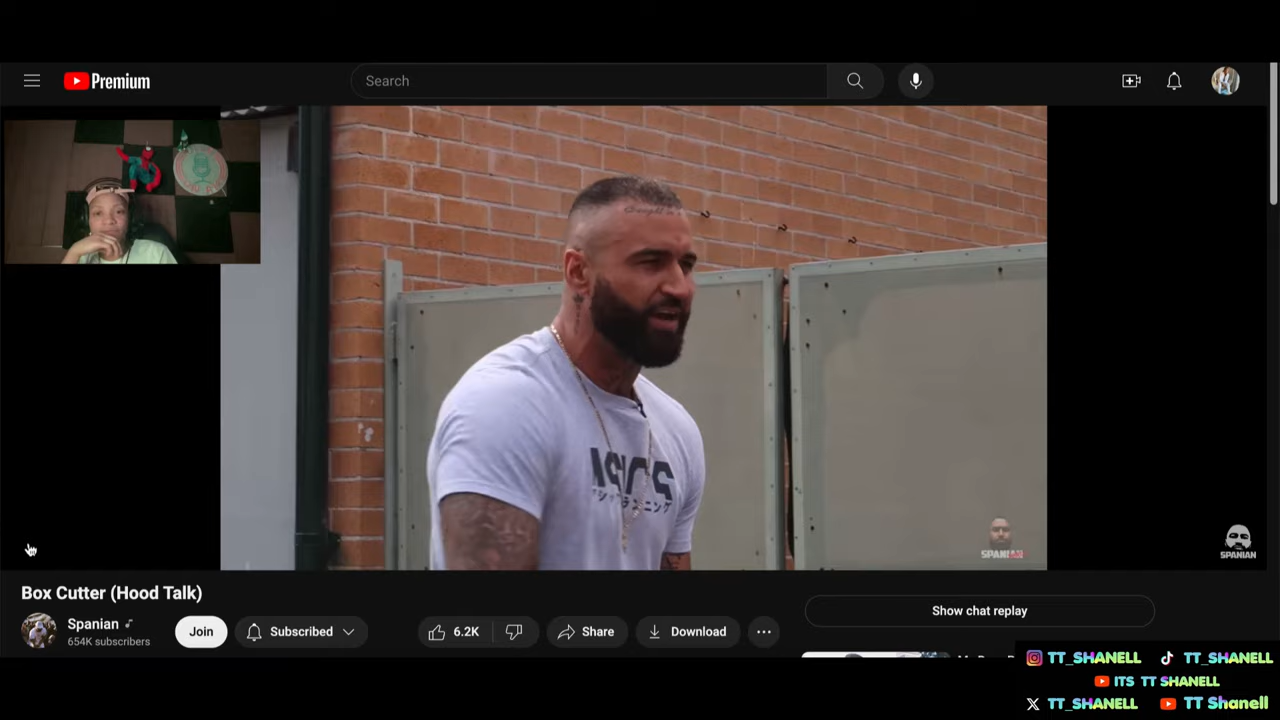 Premium
Search
SPANIAN
SPANIAN
Box Cutter (Hood Talk)
Spanian
654K subscribers
Join
Subscribed
6.2K
Share
Download
Show chat replay
TT_SHANELL
TT_SHANELL
ITS TT SHANELL
TT_SHANELL
TT Shanell